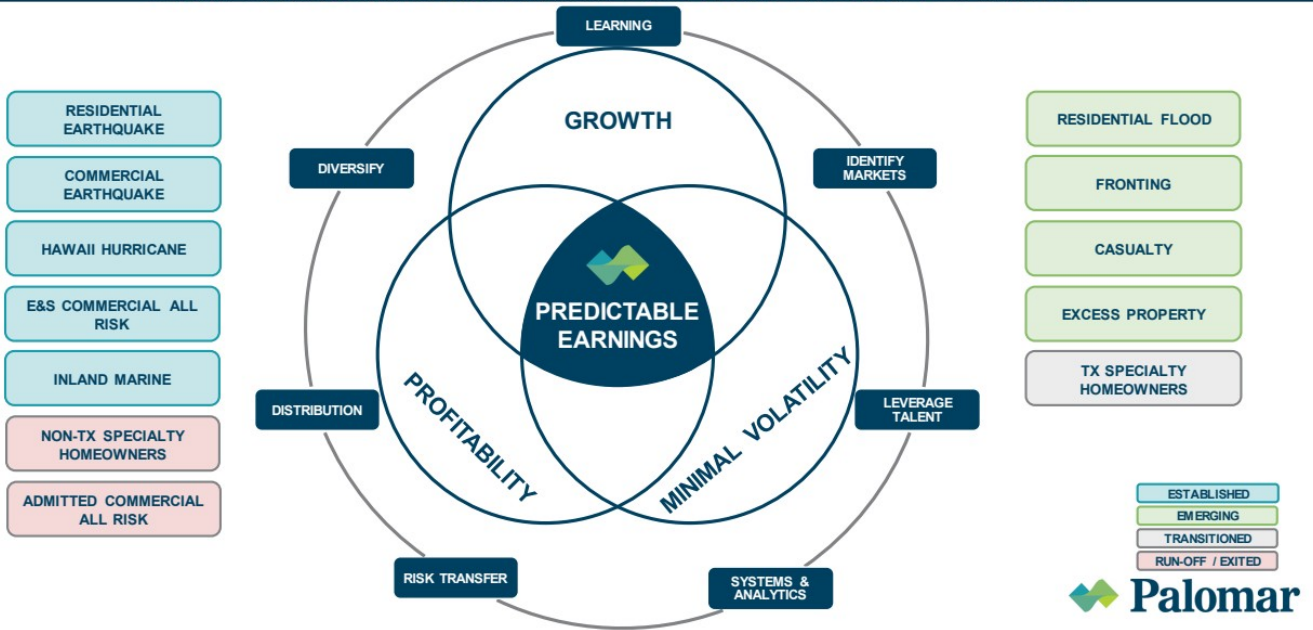 LEARNING
GROWTH
DIVERSIFY
IDENTIFY
MARKETS
PREDICTABLE
EARNINGS
PROFITABILITY
MINIMAL VOLATILITY
DISTRIBUTION
LEVERAGE
TALENT
RISK TRANSFER
SYSTEMS &
ANALYTICS
RESIDENTIAL
EARTHQUAKE
COMMERCIAL
EARTHQUAKE
HAWAII HURRICANE
E&S COMMERCIAL ALL
RISK
INLAND MARINE
NON-TX SPECIALTY
HOMEOWNERS
ADMITTED COMMERCIAL
ALL RISK
RESIDENTIAL FLOOD
FRONTING
CASUALTY
EXCESS PROPERTY
TX SPECIALTY
HOMEOWNERS
ESTABLISHED
EMERGING
TRANSITIONED
RUN-OFF / EXITED
Palomar